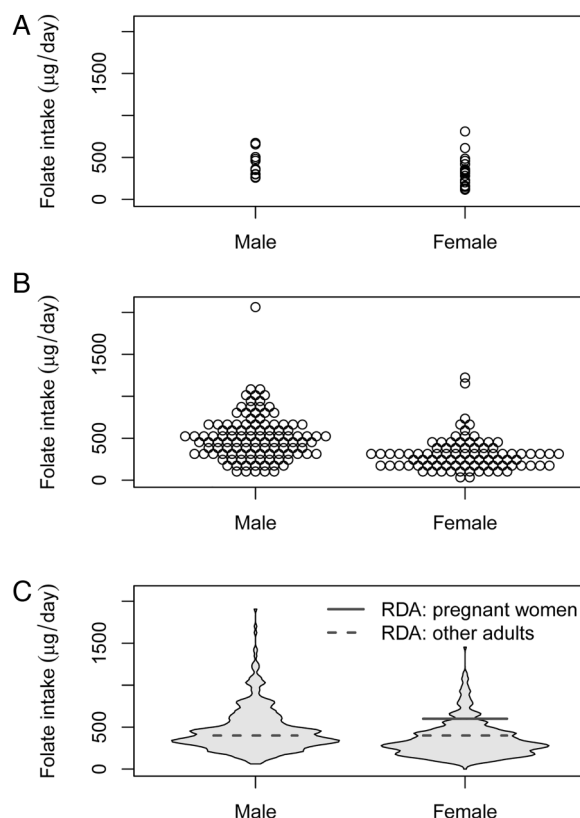 A
Folate intake (μg/day)
1500
500
0
Male Female
B
Folate intake (μg/day)
1500
500
0
Male Female
C
Folate intake (μg/day)
1500
500
0
RDA: pregnant women
RDA: other adults
Male Female